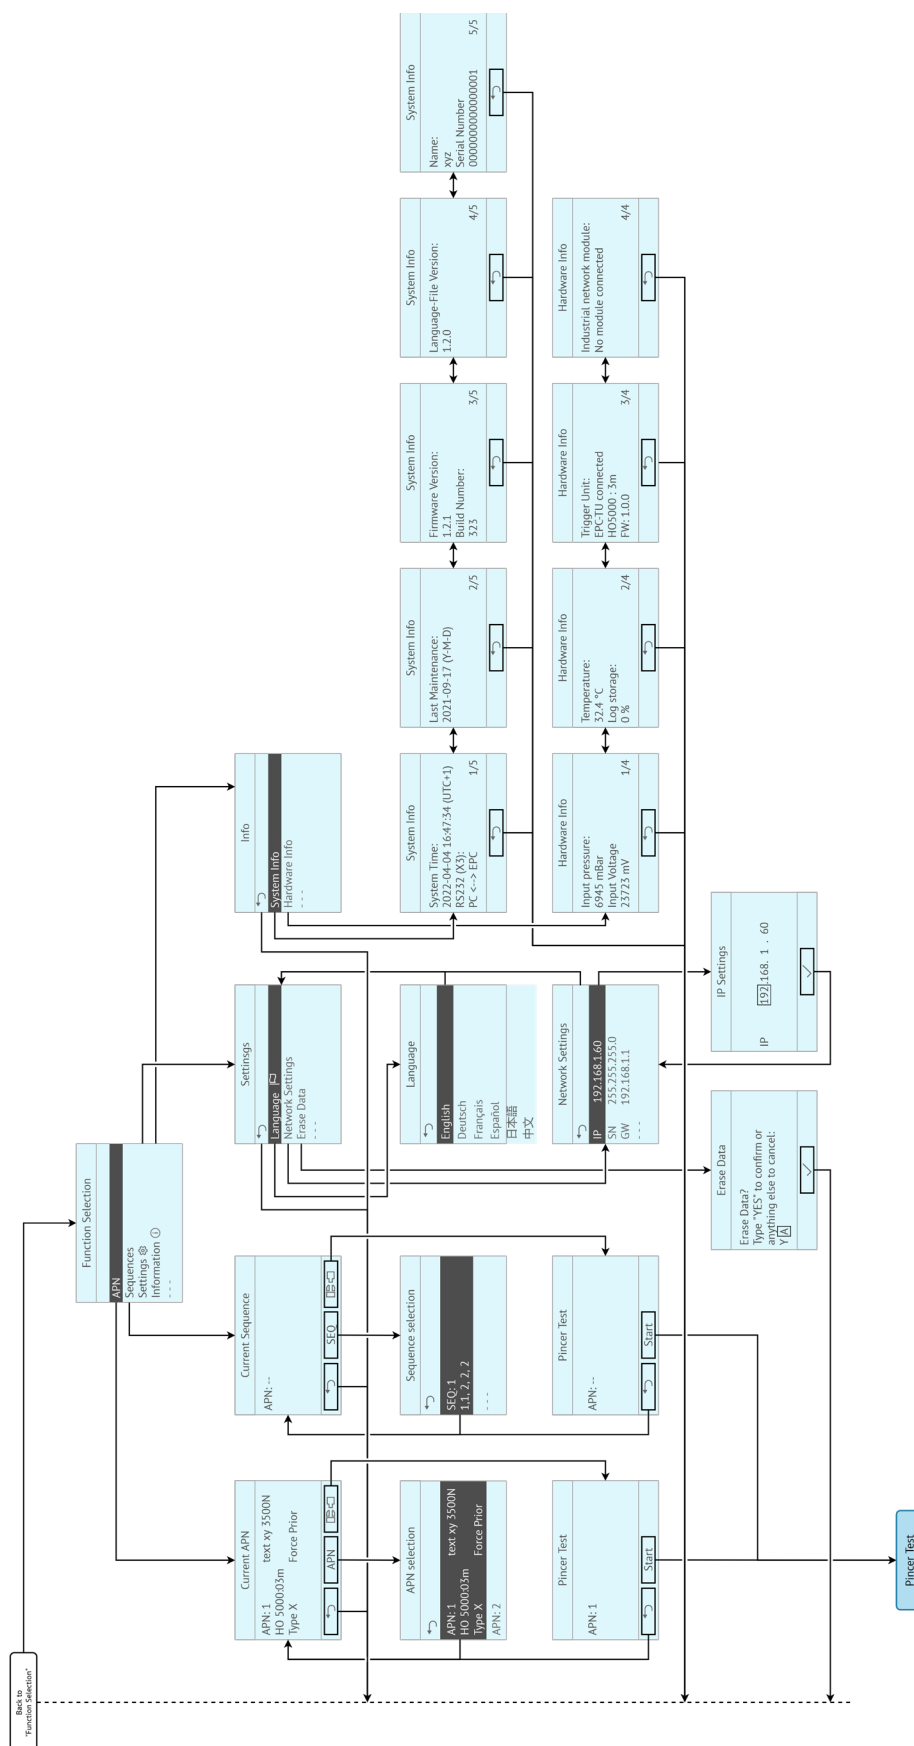 Back to
"Function Selection"
Function Selection
APN
Sequences
Settings
Information
- - -
Current APN
APN: 1 text xy 3500N
HO 5000:03m
Type X Force Prior
APN
APN selection
APN: 1 text xy 3500N
HO 5000:03m
Type X Force Prior
APN: 2
Pincer Test
APN: 1
Start
Current Sequence
APN: --
SEQ
Sequence selection
SEQ: 1
1,1, 2, 2, 2
- - -
Pincer Test
APN: --
Start
Pincer Test
Settinsgs
Language
Network Settings
Erase Data
- - -
Language
English
Deutsch
Français
Español
日本語
中文
Network Settings
IP 192.168.1.60
SN 255.255.255.0
GW 192.168.1.1
- - -
Erase Data
Erase Data?
Type "YES" to confirm or
anything else to cancel:
Y A
IP Settings
IP 192.168. 1 . 60
Info
System Info
Hardware Info
- - -
System Info
System Time:
2022-04-04 16:47:34 (UTC+1)
RS232 (X3):
PC <--> EPC 1/5
System Info
Last Maintenance:
2021-09-17 (Y-M-D)
2/5
System Info
Firmware Version:
1.2.1
Build Number:
323 3/5
System Info
Language-File Version:
1.2.0
4/5
System Info
Name:
xyz
Serial Number
0000000000000001 5/5
Hardware Info
Input pressure:
6945 mBar
Input Voltage
23723 mV 1/4
Hardware Info
Temperature:
32.4 °C
Log storage:
0 % 2/4
Hardware Info
Trigger Unit:
EPC-TU connected
HO5000 : 3m
FW: 1.0.0 3/4
Hardware Info
Industrial network module:
No module connected
4/4